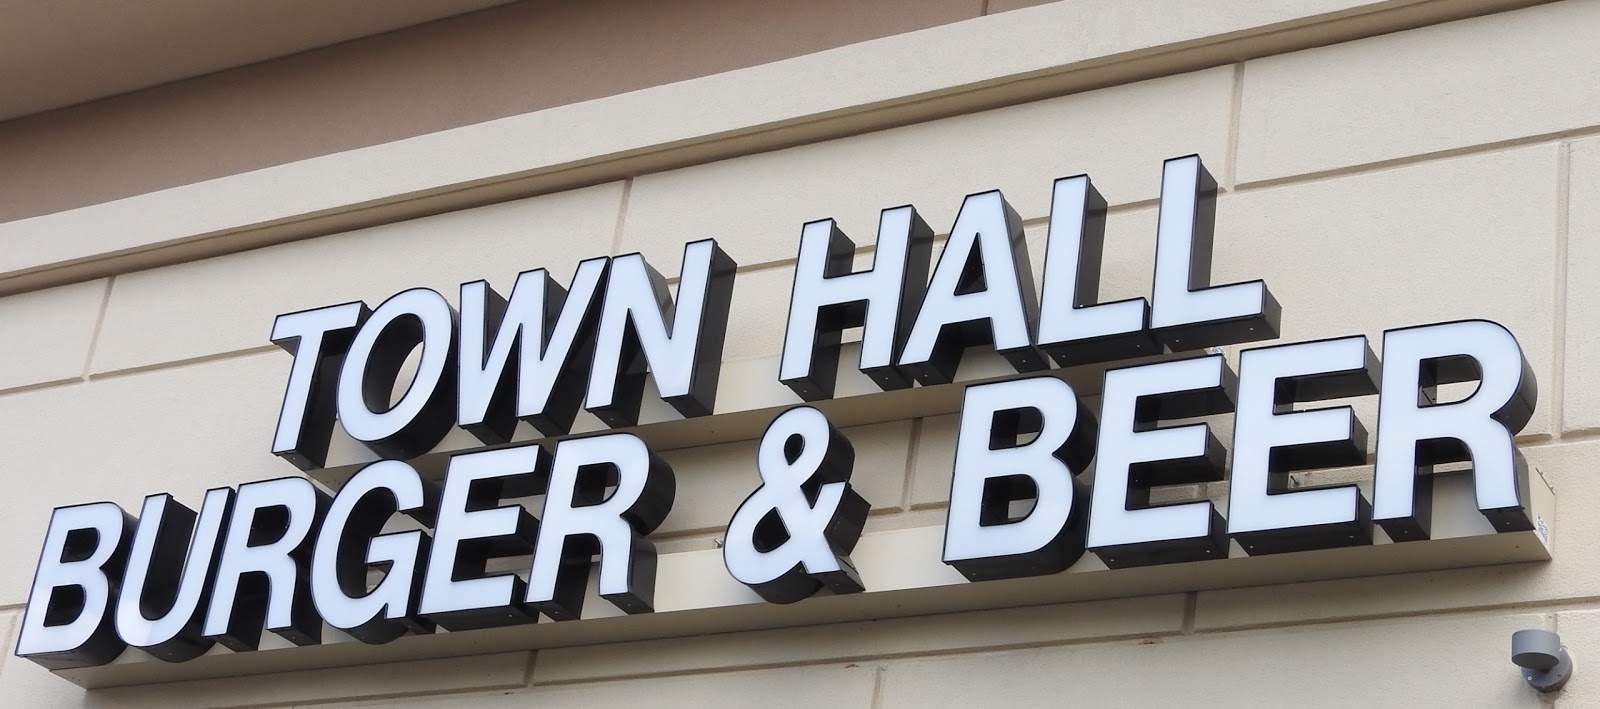 TOWN HALL
BURGER & BEER